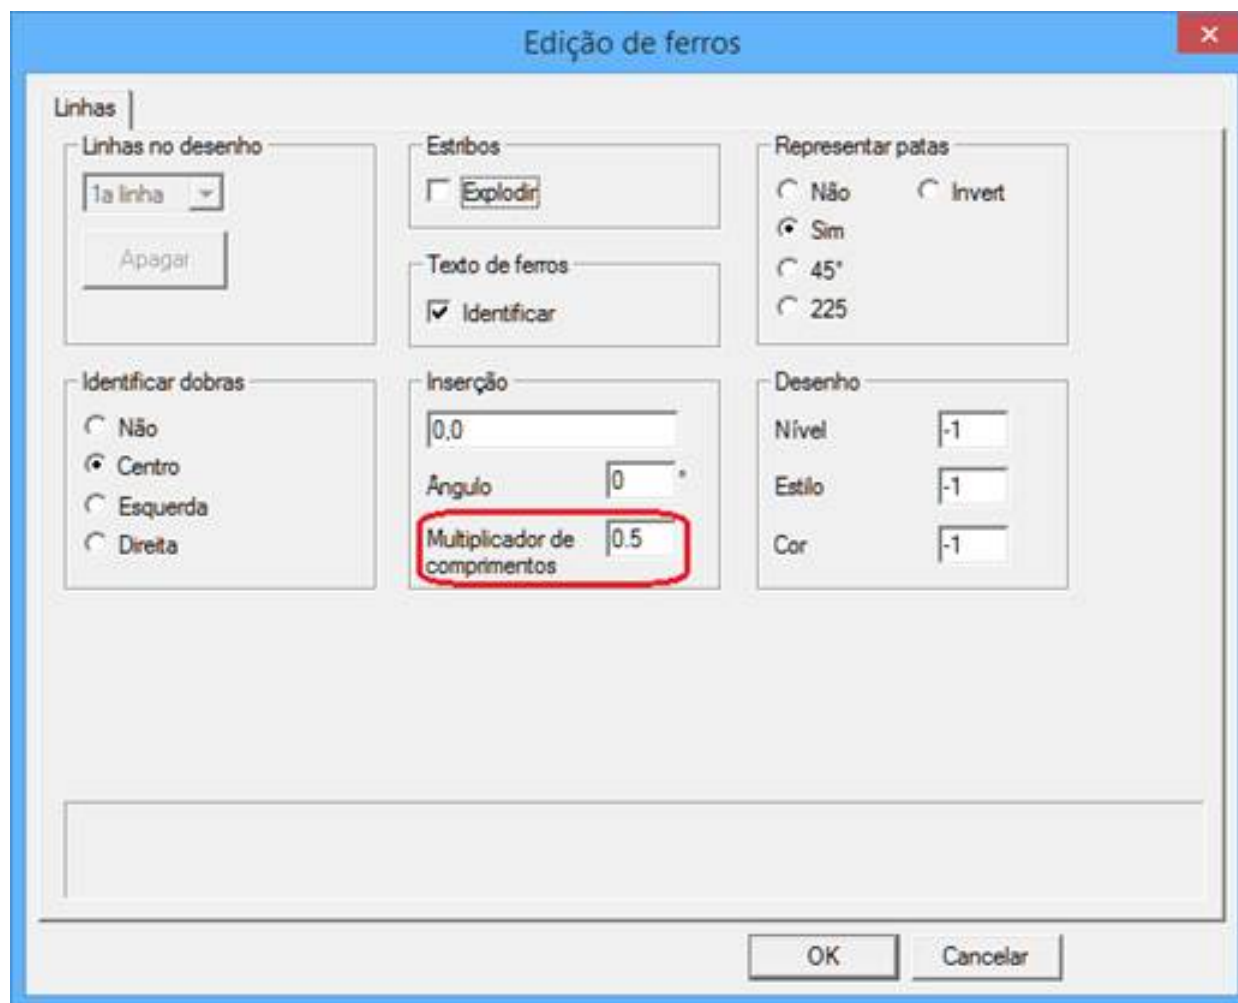 Edição de ferros
Linhas
Linhas no desenho
1a linha
Apagar
Estribos
Explodir
Texto de ferros
Identificar
Representar patas
Não
Invert
Sim
45°
225
Identificar dobras
Não
Centro
Esquerda
Direita
Inserção
0,0
Ângulo
0 °
Multiplicador de
comprimentos
0.5
Desenho
Nível
-1
Estilo
-1
Cor
-1
OK
Cancelar